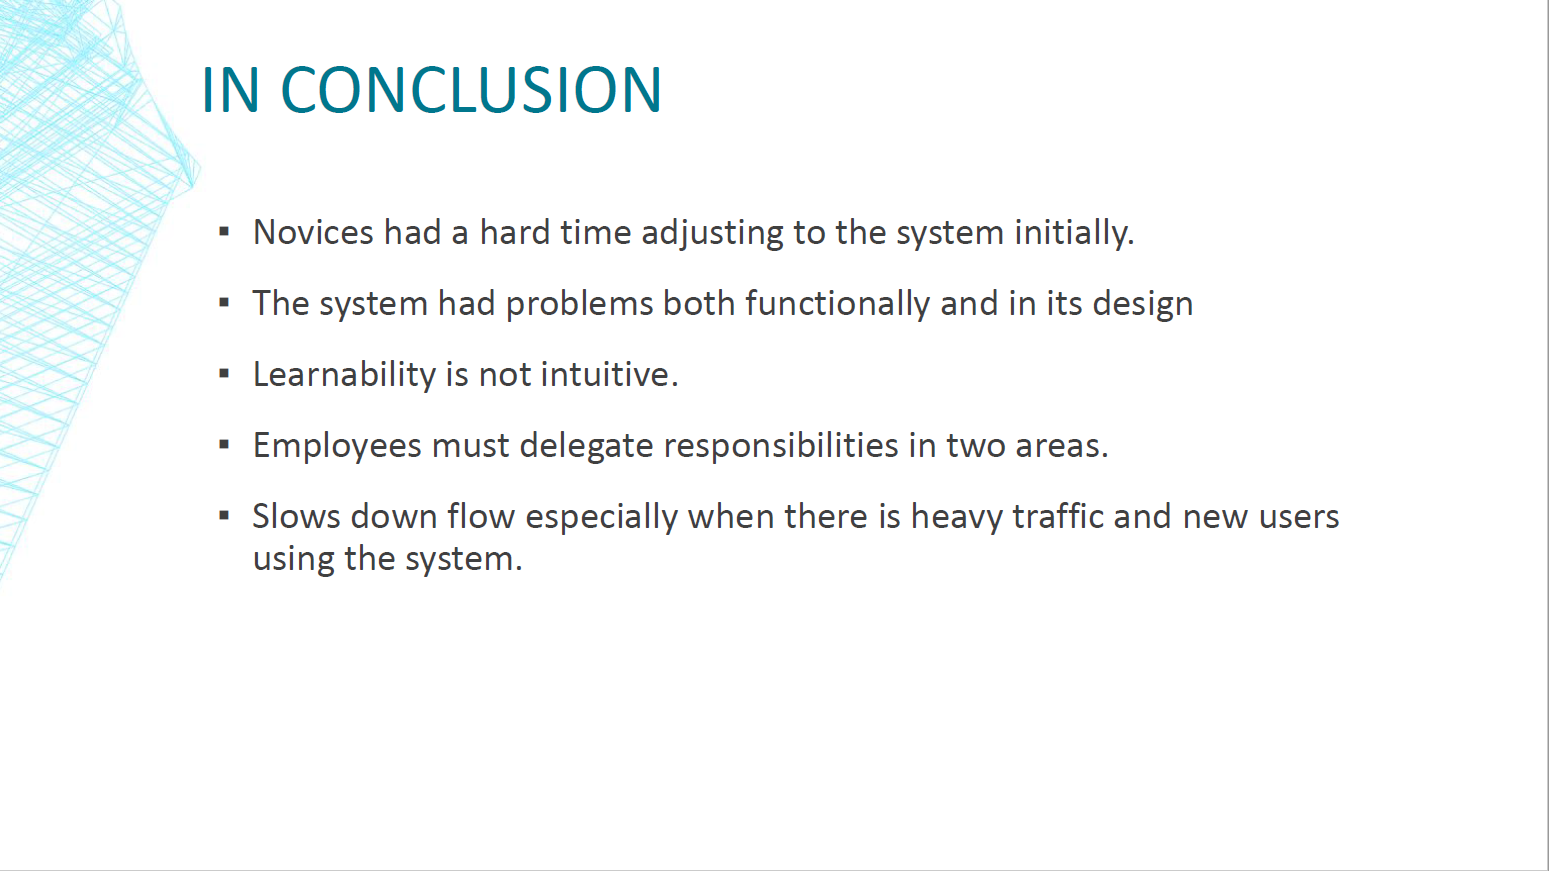 IN CONCLUSION
▪ Novices had a hard time adjusting to the system initially.
▪ The system had problems both functionally and in its design
▪ Learnability is not intuitive.
▪ Employees must delegate responsibilities in two areas.
▪ Slows down flow especially when there is heavy traffic and new users
using the system.